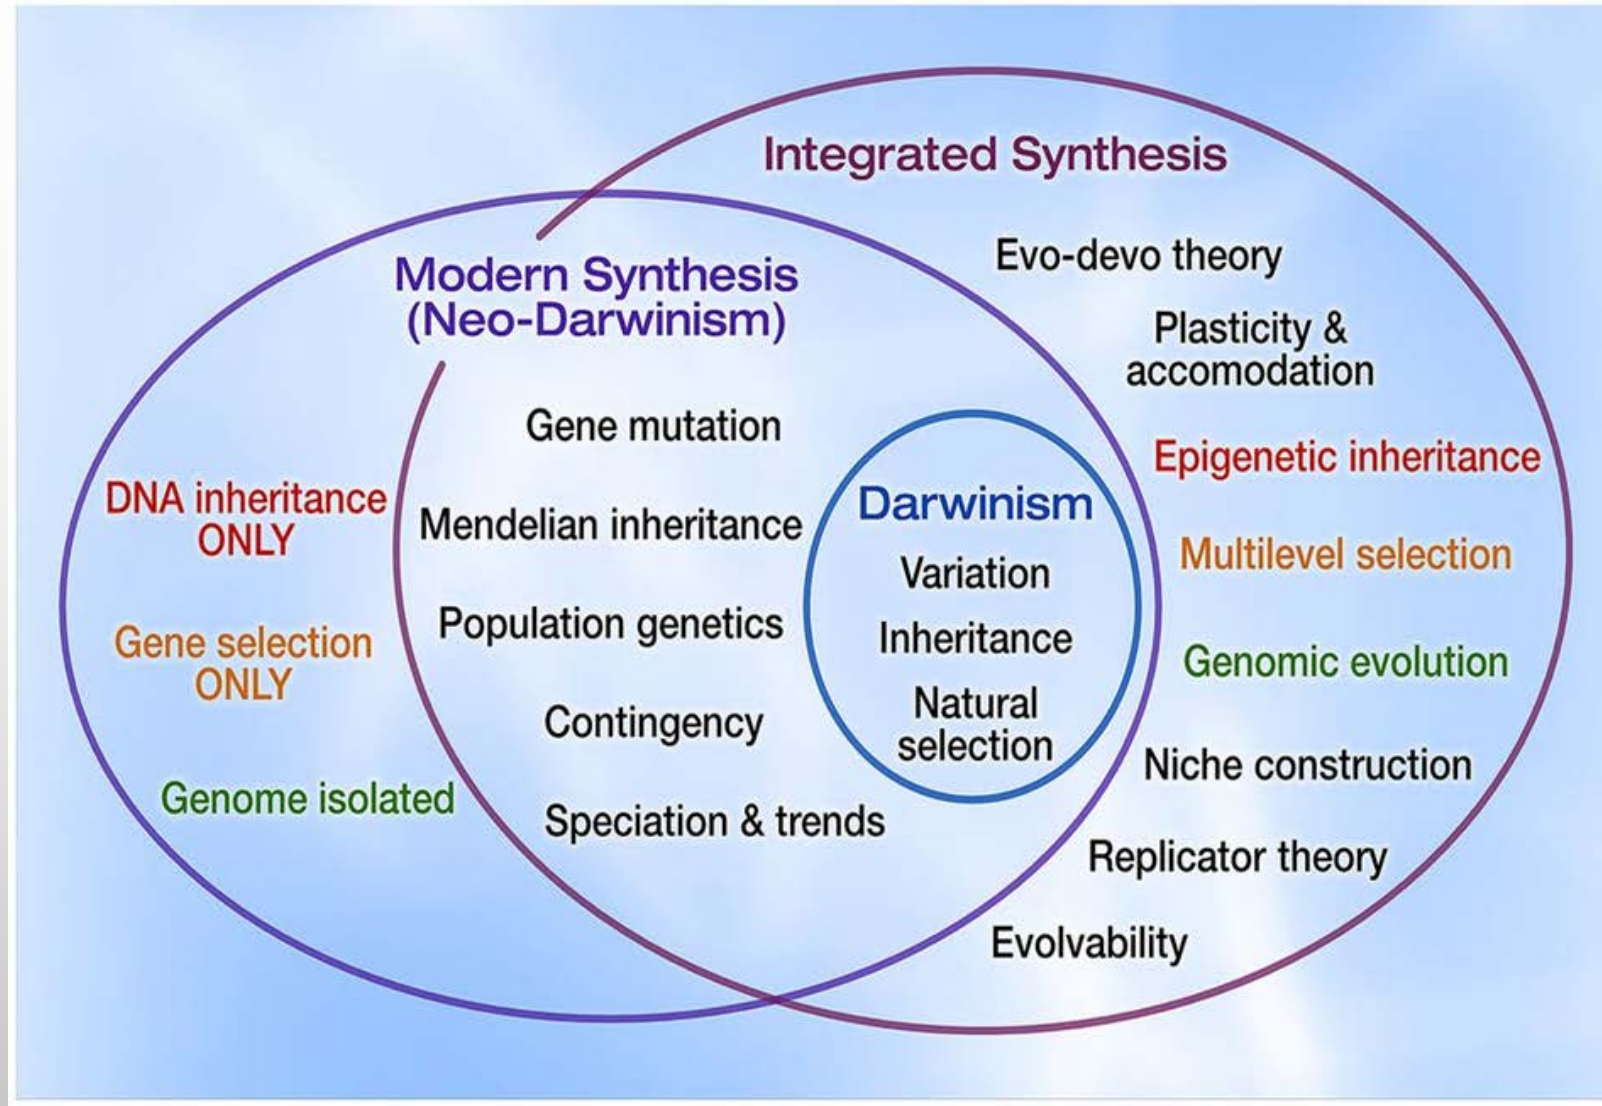 Integrated Synthesis
Modern Synthesis
(Neo-Darwinism)
Evo-devo theory
Plasticity &
accomodation
Gene mutation
Epigenetic inheritance
DNA inheritance
ONLY
Mendelian inheritance
Darwinism
Variation
Inheritance
Natural
selection
Multilevel selection
Gene selection
ONLY
Population genetics
Genomic evolution
Contingency
Niche construction
Genome isolated
Speciation & trends
Replicator theory
Evolvability